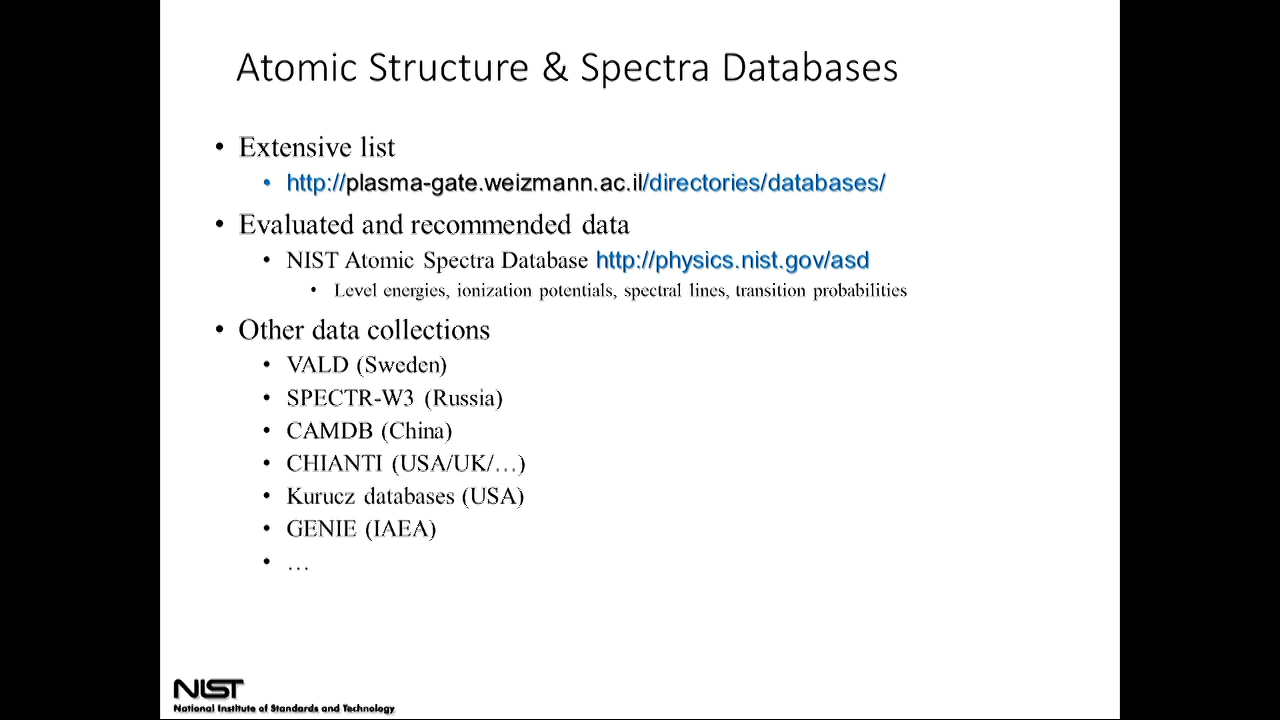 Atomic Structure & Spectra Databases
• Extensive list
• http://plasma-gate.weizmann.ac.il/directories/databases/
• Evaluated and recommended data
• NIST Atomic Spectra Database http://physics.nist.gov/asd
• Level energies, ionization potentials, spectral lines, transition probabilities
• Other data collections
• VALD (Sweden)
• SPECTR-W3 (Russia)
• CAMDB (China)
• CHIANTI (USA/UK/…)
• Kurucz databases (USA)
• GENIE (IAEA)
• …
NIST
National Institute of Standards and Technology